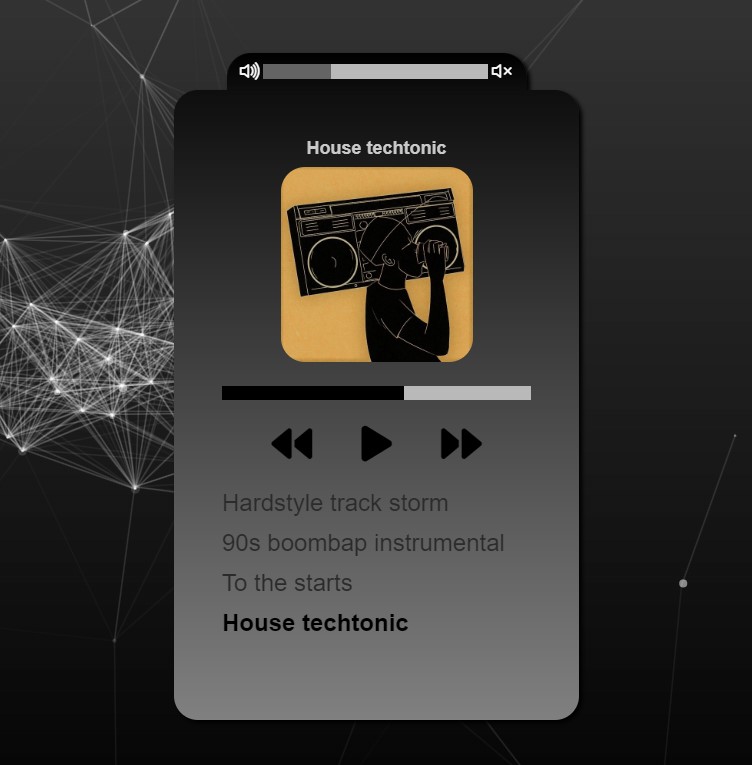 House techtonic
Hardstyle track storm
90s boombap instrumental
To the starts
House techtonic